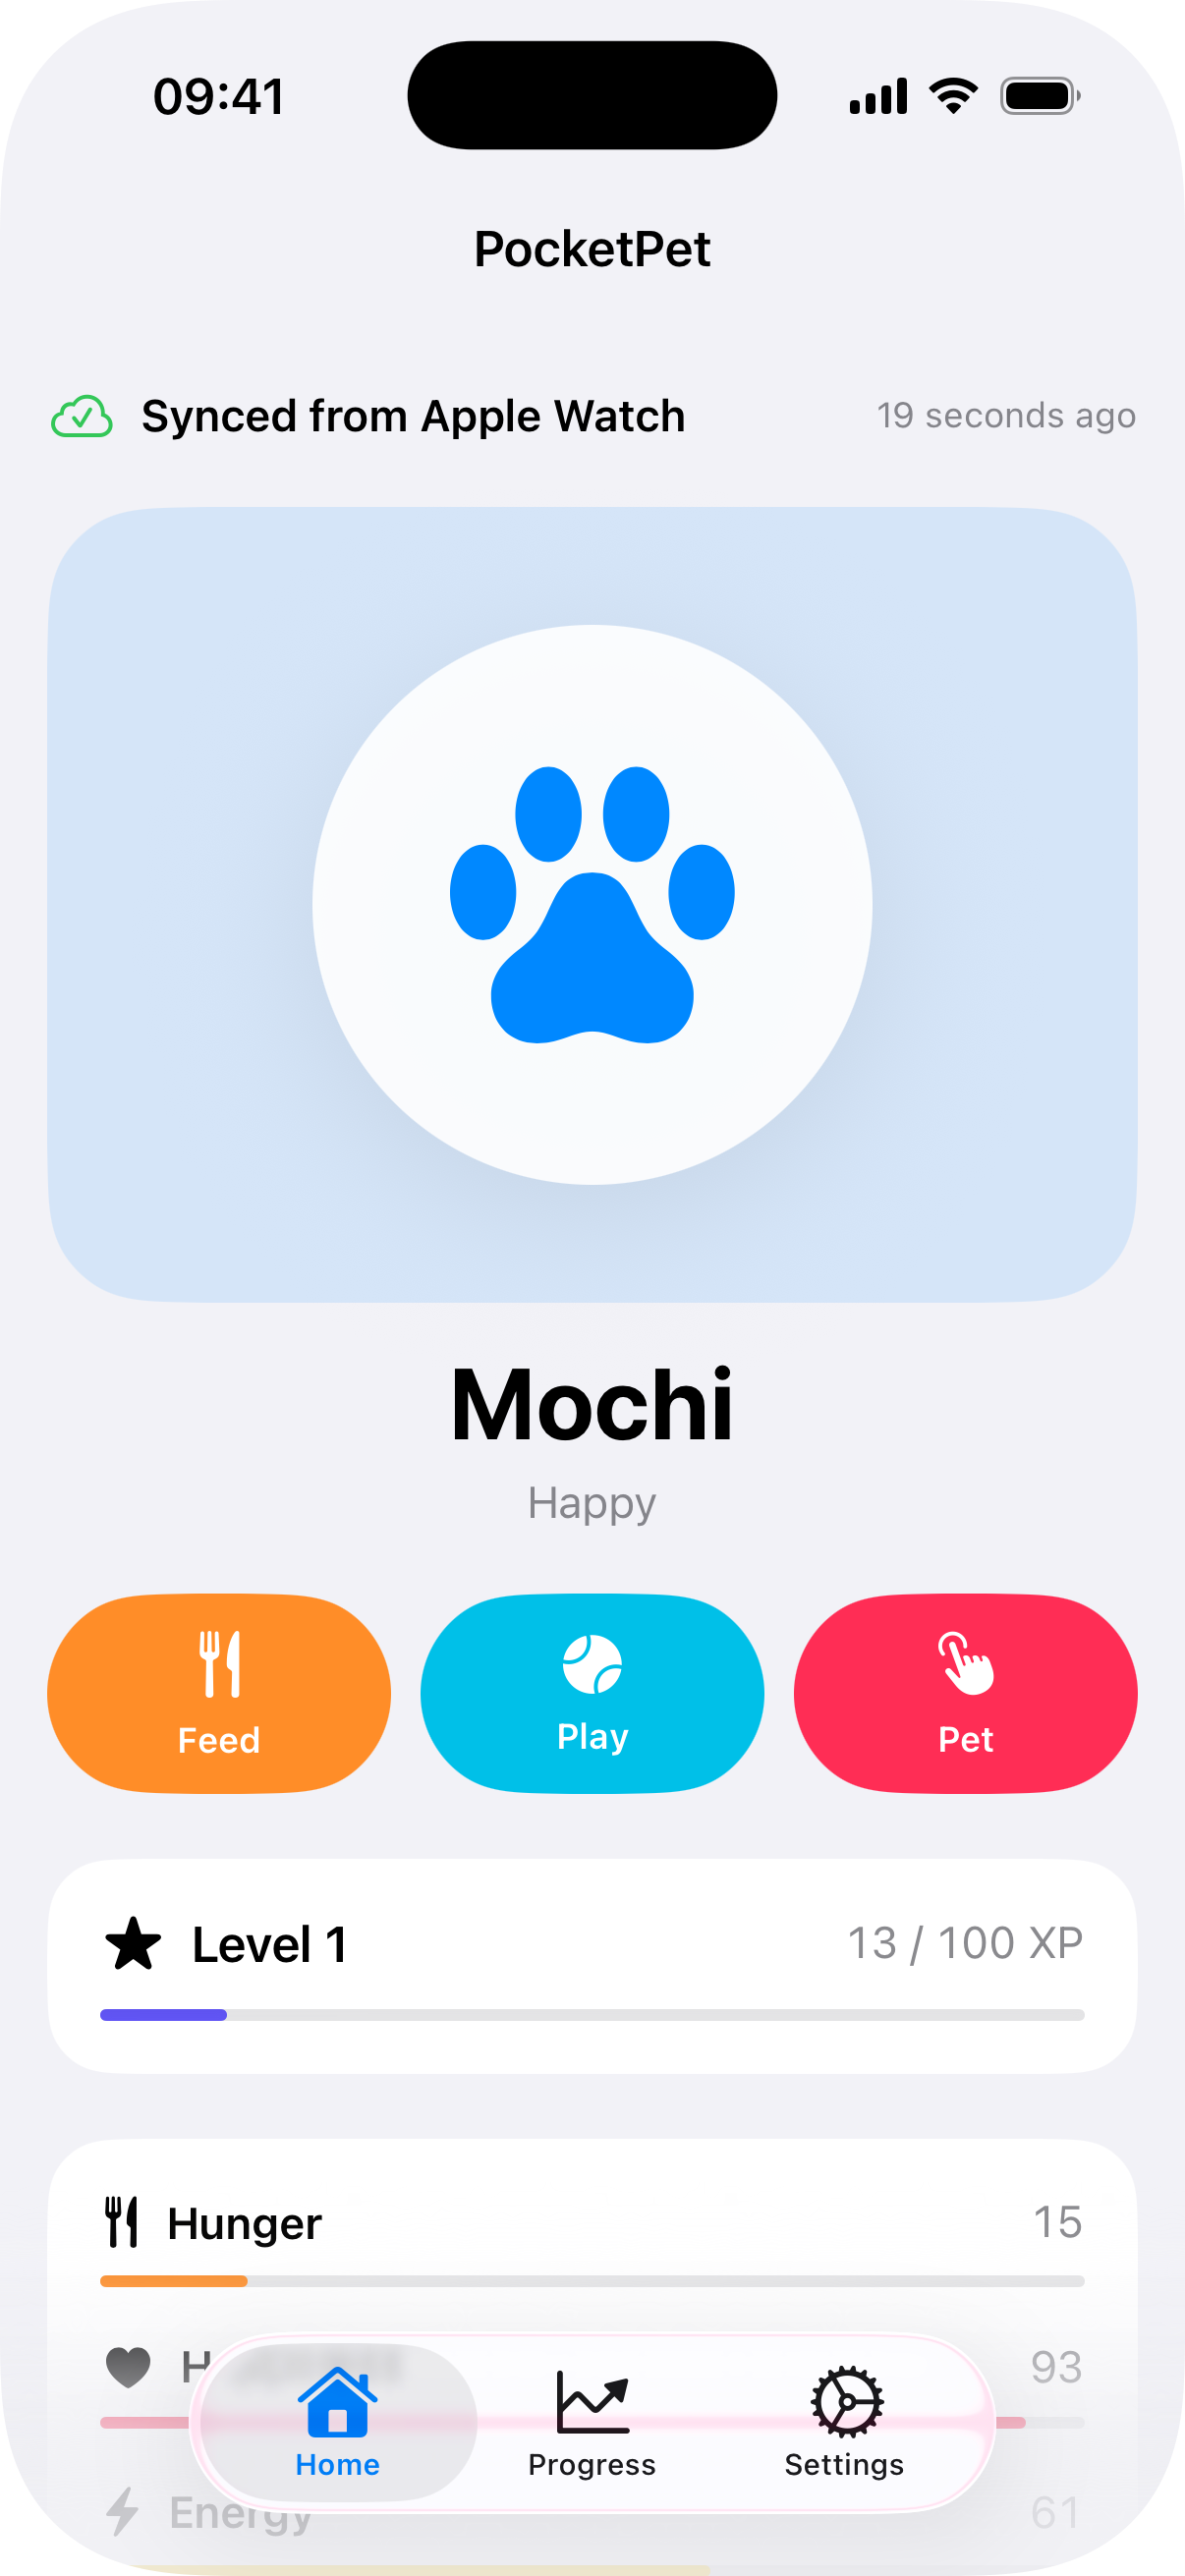 09:41
PocketPet
Synced from Apple Watch 19 seconds ago
Mochi
Happy
Feed Play Pet
Level 1 13 / 100 XP
Hunger 15
93
Home Progress Settings
Energy 61